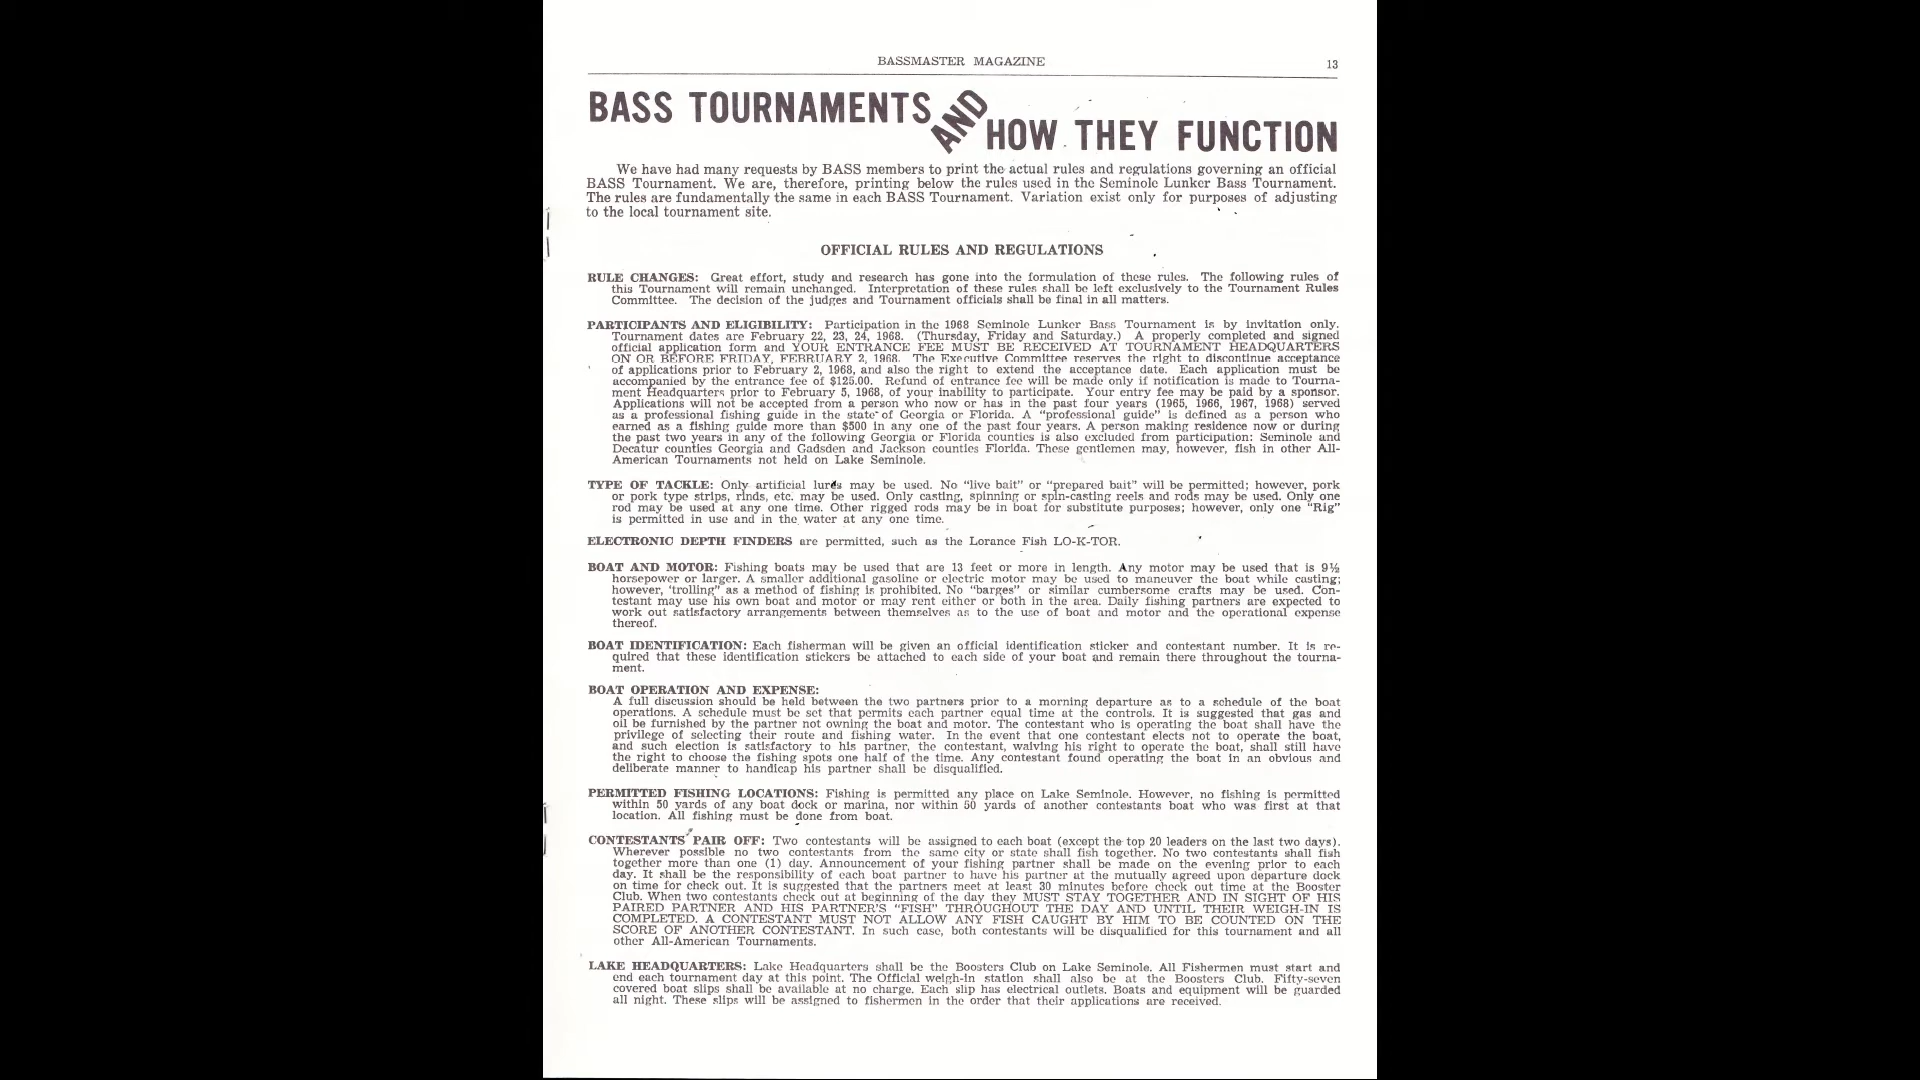 BASSMASTER MAGAZINE 13
BASS TOURNAMENTS AND HOW THEY FUNCTION
We have had many requests by BASS members to print the actual rules and regulations governing an official
BASS Tournament. We are, therefore, printing below the rules used in the Seminole Lunker Bass Tournament.
The rules are fundamentally the same in each BASS Tournament. Variation exist only for purposes of adjusting
to the local tournament site.
OFFICIAL RULES AND REGULATIONS
RULE CHANGES: Great effort, study and research has gone into the formulation of these rules. The following rules of
this Tournament will remain unchanged. Interpretation of these rules shall be left exclusively to the Tournament Rules
Committee. The decision of the judges and Tournament officials shall be final in all matters.
PARTICIPANTS AND ELIGIBILITY: Participation in the 1968 Seminole Lunker Bass Tournament is by invitation only.
Tournament dates are February 22, 23, 24, 1968. (Thursday, Friday and Saturday.) A properly completed and signed
official application form and YOUR ENTRANCE FEE MUST BE RECEIVED AT TOURNAMENT HEADQUARTERS
ON OR BEFORE FRIDAY, FEBRUARY 2, 1968. The Executive Committee reserves the right to discontinue acceptance
of applications prior to February 2, 1968, and also the right to extend the acceptance date. Each application must be
accompanied by the entrance fee of $125.00. Refund of entrance fee will be made only if notification is made to Tourna-
ment Headquarters prior to February 5, 1968, of your inability to participate. Your entry fee may be paid by a sponsor.
Applications will not be accepted from a person who now or has in the past four years (1965, 1966, 1967, 1968) served
as a professional fishing guide in the state of Georgia or Florida. A "professional guide" is defined as a person who
earned as a fishing guide more than $500 in any one of the past four years. A person making residence now or during
the past two years in any of the following Georgia or Florida counties is also excluded from participation: Seminole and
Decatur counties Georgia and Gadsden and Jackson counties Florida. These gentlemen may, however, fish in other All-
American Tournaments not held on Lake Seminole.
TYPE OF TACKLE: Only artificial lures may be used. No "live bait" or "prepared bait" will be permitted; however, pork
or pork type strips, rinds, etc. may be used. Only casting, spinning or spin-casting reels and rods may be used. Only one
rod may be used at any one time. Other rigged rods may be in boat for substitute purposes; however, only one "Rig"
is permitted in use and in the water at any one time.
ELECTRONIC DEPTH FINDERS are permitted, such as the Lorance Fish LO-K-TOR.
BOAT AND MOTOR: Fishing boats may be used that are 13 feet or more in length. Any motor may be used that is 9½
horsepower or larger. A smaller additional gasoline or electric motor may be used to maneuver the boat while casting;
however, 'trolling" as a method of fishing is prohibited. No "barges" or similar cumbersome crafts may be used. Con-
testant may use his own boat and motor or may rent either or both in the area. Daily fishing partners are expected to
work out satisfactory arrangements between themselves as to the use of boat and motor and the operational expense
thereof.
BOAT IDENTIFICATION: Each fisherman will be given an official identification sticker and contestant number. It is re-
quired that these identification stickers be attached to each side of your boat and remain there throughout the tourna-
ment.
BOAT OPERATION AND EXPENSE:
A full discussion should be held between the two partners prior to a morning departure as to a schedule of the boat
operations. A schedule must be set that permits each partner equal time at the controls. It is suggested that gas and
oil be furnished by the partner not owning the boat and motor. The contestant who is operating the boat shall have the
privilege of selecting their route and fishing water. In the event that one contestant elects not to operate the boat,
and such election is satisfactory to his partner, the contestant, waiving his right to operate the boat, shall still have
the right to choose the fishing spots one half of the time. Any contestant found operating the boat in an obvious and
deliberate manner to handicap his partner shall be disqualified.
PERMITTED FISHING LOCATIONS: Fishing is permitted any place on Lake Seminole. However, no fishing is permitted
within 50 yards of any boat dock or marina, nor within 50 yards of another contestants boat who was first at that
location. All fishing must be done from boat.
CONTESTANTS PAIR OFF: Two contestants will be assigned to each boat (except the top 20 leaders on the last two days).
Wherever possible no two contestants from the same city or state shall fish together. No two contestants shall fish
together more than one (1) day. Announcement of your fishing partner shall be made on the evening prior to each
day. It shall be the responsibility of each boat partner to have his partner at the mutually agreed upon departure dock
on time for check out. It is suggested that the partners meet at least 30 minutes before check out time at the Booster
Club. When two contestants check out at beginning of the day they MUST STAY TOGETHER AND IN SIGHT OF HIS
PAIRED PARTNER AND HIS PARTNER'S "FISH" THROUGHOUT THE DAY AND UNTIL THEIR WEIGH-IN IS
COMPLETED. A CONTESTANT MUST NOT ALLOW ANY FISH CAUGHT BY HIM TO BE COUNTED ON THE
SCORE OF ANOTHER CONTESTANT. In such case, both contestants will be disqualified for this tournament and all
other All-American Tournaments.
LAKE HEADQUARTERS: Lake Headquarters shall be the Boosters Club on Lake Seminole. All Fishermen must start and
end each tournament day at this point. The Official weigh-in station shall also be at the Boosters Club. Fifty-seven
covered boat slips shall be available at no charge. Each slip has electrical outlets. Boats and equipment will be guarded
all night. These slips will be assigned to fishermen in the order that their applications are received.